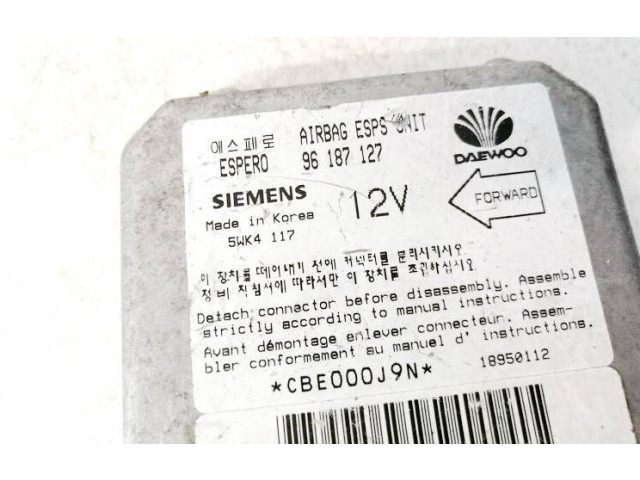 에스페로 AIRBAG ESPS UNIT
ESPERO 96 187 127
DAEWOO
SIEMENS 12V FORWARD
Made in Korea
5WK4 117
이 장치를 떼어내기 전에 커넥터를 분리시키시오.
정비 지침서에 따라서만 이 장치를 조립하십시오
Detach connector before disassembly. Assemble
strictly according to manual instructions.
Avant démontage enlever connecteur. Assem-
bler conformement au manuel d' instructions.
18950112
*CBE000J9N*